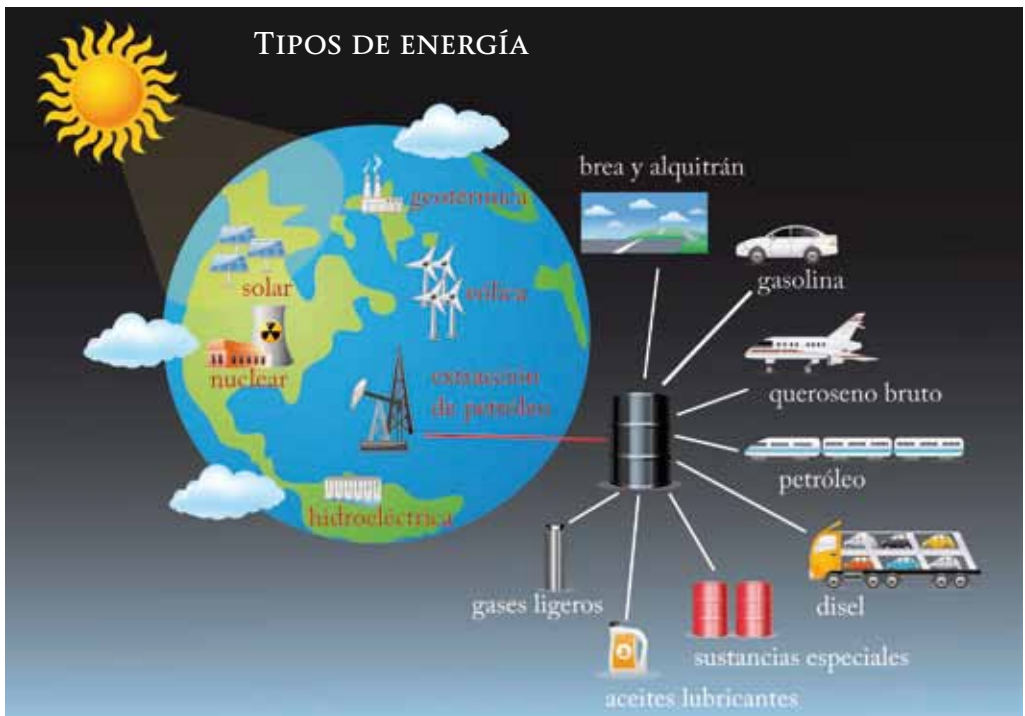 TIPOS DE ENERGÍA
geotérmica
solar
eólica
nuclear
extracción
de petróleo
hidroeléctrica
brea y alquitrán
gasolina
queroseno bruto
petróleo
disel
gases ligeros
sustancias especiales
aceites lubricantes